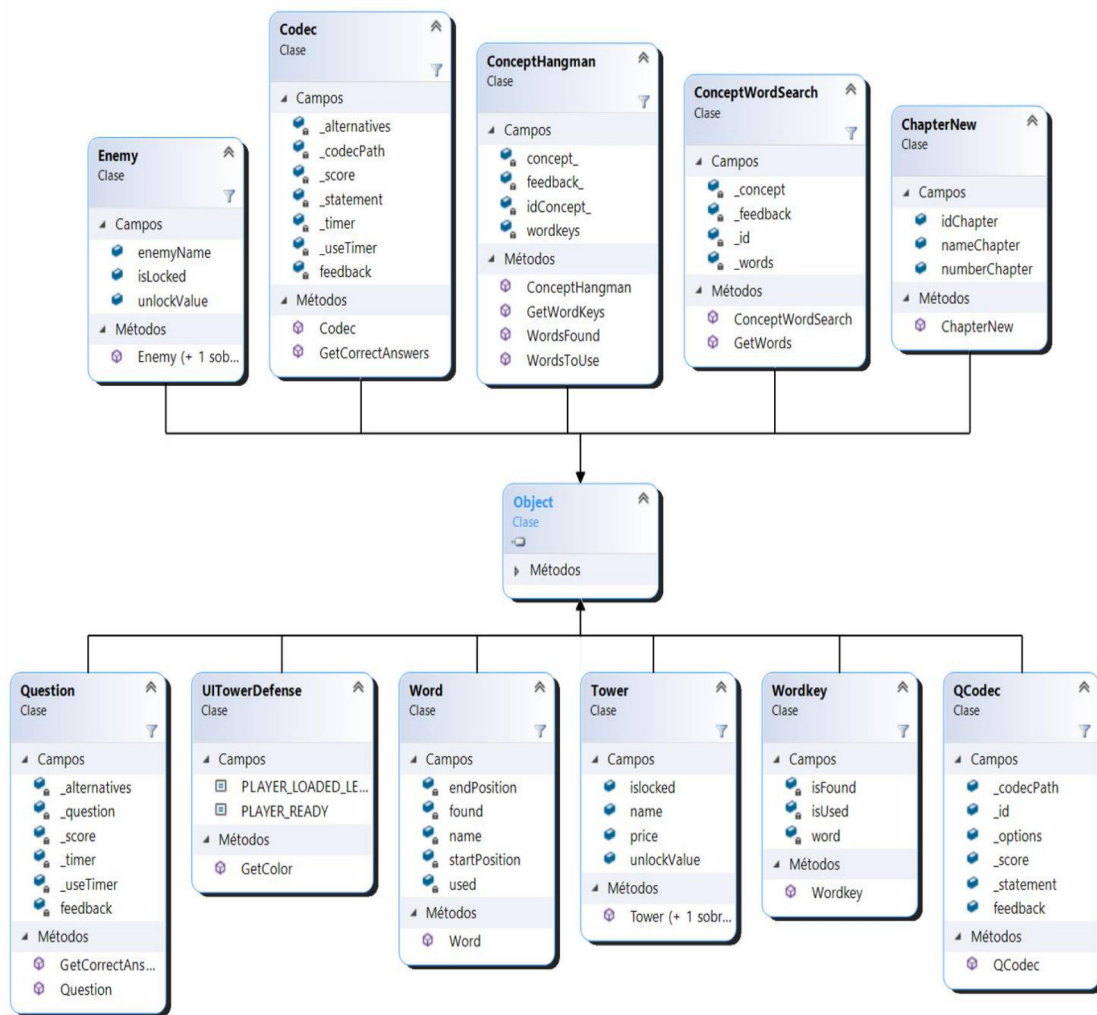 Enemy
Clase
Campos
enemyName
isLocked
unlockValue
Métodos
Enemy (+ 1 sob...
Codec
Clase
Campos
_alternatives
_codecPath
_score
_statement
_timer
_useTimer
feedback
Métodos
Codec
GetCorrectAnswers
ConceptHangman
Clase
Campos
concept_
feedback_
idConcept_
wordkeys
Métodos
ConceptHangman
GetWordKeys
WordsFound
WordsToUse
ConceptWordSearch
Clase
Campos
_concept
_feedback
_id
_words
Métodos
ConceptWordSearch
GetWords
ChapterNew
Clase
Campos
idChapter
nameChapter
numberChapter
Métodos
ChapterNew
Object
Clase
Métodos
Question
Clase
Campos
_alternatives
_question
_score
_timer
_useTimer
feedback
Métodos
GetCorrectAns...
Question
UITowerDefense
Clase
Campos
PLAYER_LOADED_LE...
PLAYER_READY
Métodos
GetColor
Word
Clase
Campos
endPosition
found
name
startPosition
used
Métodos
Word
Tower
Clase
Campos
islocked
name
price
unlockValue
Métodos
Tower (+ 1 sobr...
Wordkey
Clase
Campos
isFound
isUsed
word
Métodos
Wordkey
QCodec
Clase
Campos
_codecPath
_id
_options
_score
_statement
feedback
Métodos
QCodec